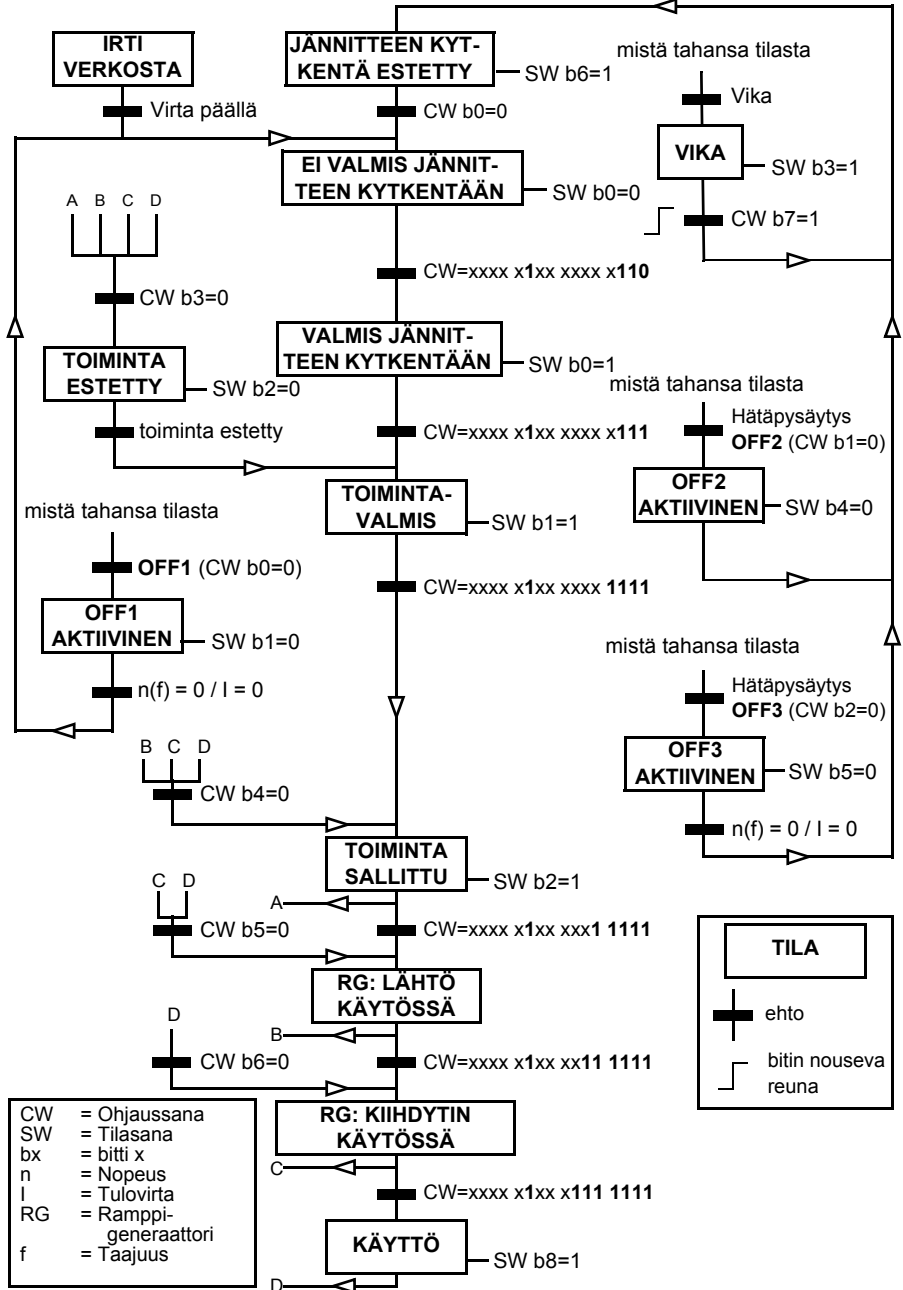 IRTI
VERKOSTA
Virta päällä
JÄNNITTEEN KYT-
KENTÄ ESTETTY
SW b6=1
CW b0=0
mistä tahansa tilasta
Vika
VIKA
SW b3=1
CW b7=1
EI VALMIS JÄNNIT-
TEEN KYTKENTÄÄN
SW b0=0
CW=xxxx x1xx xxxx x110
A B C D
CW b3=0
TOIMINTA
ESTETTY
SW b2=0
toiminta estetty
VALMIS JÄNNIT-
TEEN KYTKENTÄÄN
SW b0=1
CW=xxxx x1xx xxxx x111
mistä tahansa tilasta
Hätäpysäytys
OFF2 (CW b1=0)
OFF2
AKTIIVINEN
SW b4=0
TOIMINTA-
VALMIS
SW b1=1
CW=xxxx x1xx xxxx 1111
mistä tahansa tilasta
OFF1 (CW b0=0)
OFF1
AKTIIVINEN
SW b1=0
n(f) = 0 / I = 0
mistä tahansa tilasta
Hätäpysäytys
OFF3 (CW b2=0)
OFF3
AKTIIVINEN
SW b5=0
n(f) = 0 / I = 0
B C D
CW b4=0
TOIMINTA
SALLITTU
SW b2=1
A
C D
CW b5=0
CW=xxxx x1xx xxx1 1111
RG: LÄHTÖ
KÄYTÖSSÄ
B
D
CW b6=0
CW=xxxx x1xx xx11 1111
RG: KIIHDYTIN
KÄYTÖSSÄ
C
CW=xxxx x1xx x111 1111
KÄYTTÖ
SW b8=1
D
TILA
ehto
bitin nouseva
reuna
CW = Ohjaussana
SW = Tilasana
bx = bitti x
n = Nopeus
I = Tulovirta
RG = Ramppi-
generaattori
f = Taajuus